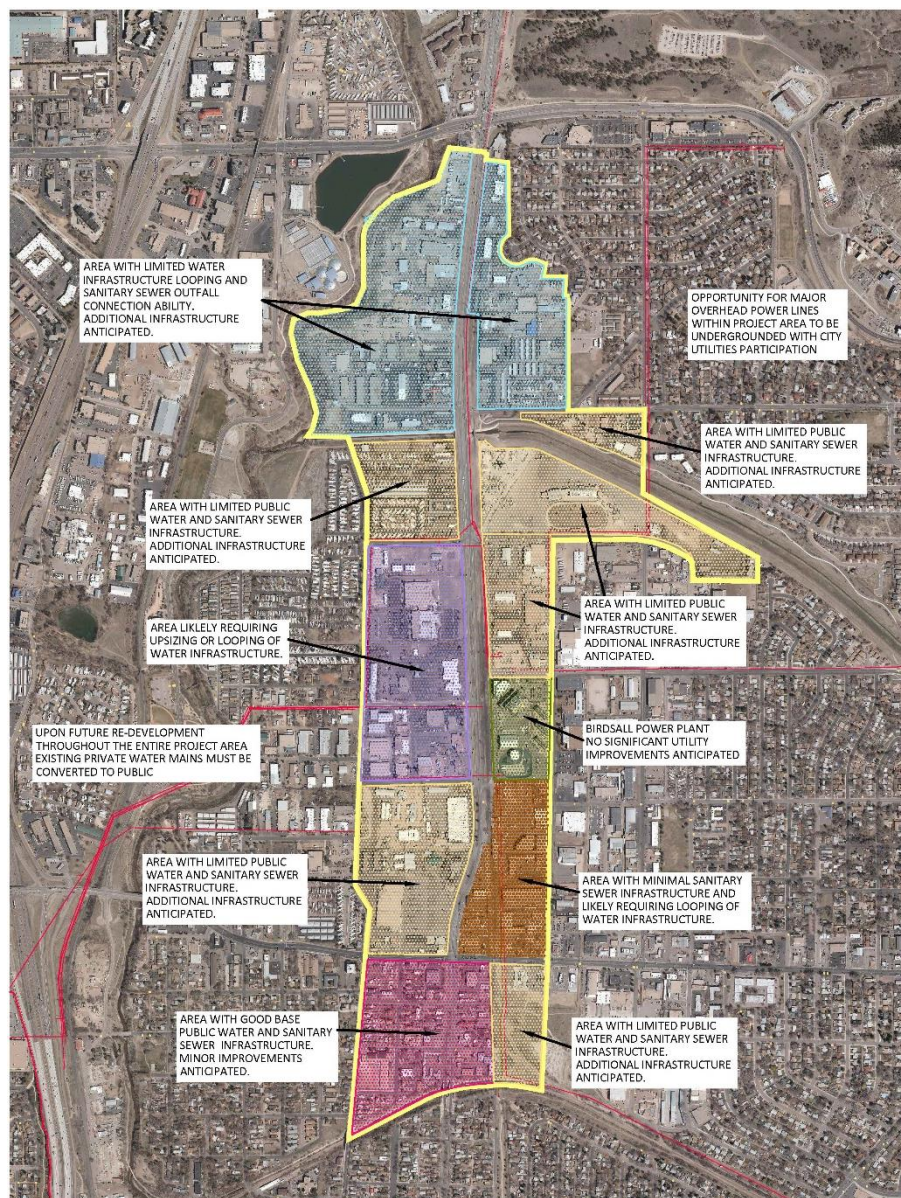 AREA WITH LIMITED WATER
INFRASTRUCTURE LOOPING AND
SANITARY SEWER OUTFALL
CONNECTION ABILITY.
ADDITIONAL INFRASTRUCTURE
ANTICIPATED.
OPPORTUNITY FOR MAJOR
OVERHEAD POWER LINES
WITHIN PROJECT AREA TO BE
UNDERGROUNDED WITH CITY
UTILITIES PARTICIPATION
AREA WITH LIMITED PUBLIC
WATER AND SANITARY SEWER
INFRASTRUCTURE.
ADDITIONAL INFRASTRUCTURE
ANTICIPATED.
AREA WITH LIMITED PUBLIC
WATER AND SANITARY SEWER
INFRASTRUCTURE.
ADDITIONAL INFRASTRUCTURE
ANTICIPATED.
AREA WITH LIMITED PUBLIC
WATER AND SANITARY SEWER
INFRASTRUCTURE.
ADDITIONAL INFRASTRUCTURE
ANTICIPATED.
AREA LIKLELY REQUIRING
UPSIZING OR LOOPING OF
WATER INFRASTRUCTURE.
UPON FUTURE RE-DEVELOPMENT
THROUGHOUT THE ENTIRE PROJECT AREA
EXISTING PRIVATE WATER MAINS MUST BE
CONVERTED TO PUBLIC
BIRDSALL POWER PLANT
NO SIGNIFICANT UTILITY
IMPROVEMENTS ANTICIPATED
AREA WITH LIMITED PUBLIC
WATER AND SANITARY SEWER
INFRASTRUCTURE.
ADDITIONAL INFRASTRUCTURE
ANTICIPATED.
AREA WITH MINIMAL SANITARY
SEWER INFRASTRUCTURE AND
LIKELY REQUIRING LOOPING OF
WATER INFRASTRUCTURE.
AREA WITH GOOD BASE
PUBLIC WATER AND SANITARY
SEWER INFRASTRUCTURE.
MINOR IMPROVEMENTS
ANTICIPATED.
AREA WITH LIMITED PUBLIC
WATER AND SANITARY SEWER
INFRASTRUCTURE.
ADDITIONAL INFRASTRUCTURE
ANTICIPATED.